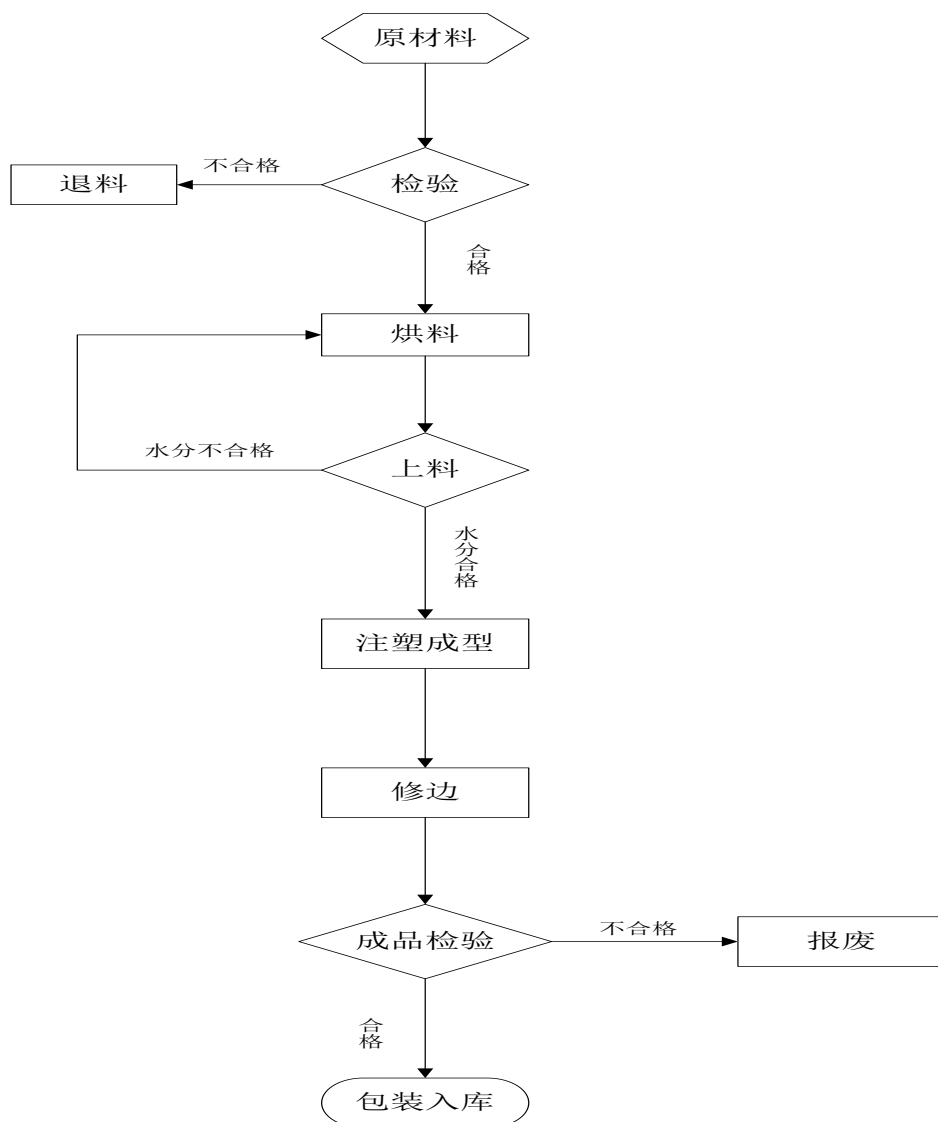 原材料
不合格
退料
检验
合格
烘料
水分不合格
上料
水分合格
注塑成型
修边
成品检验
不合格
报废
合格
包装入库